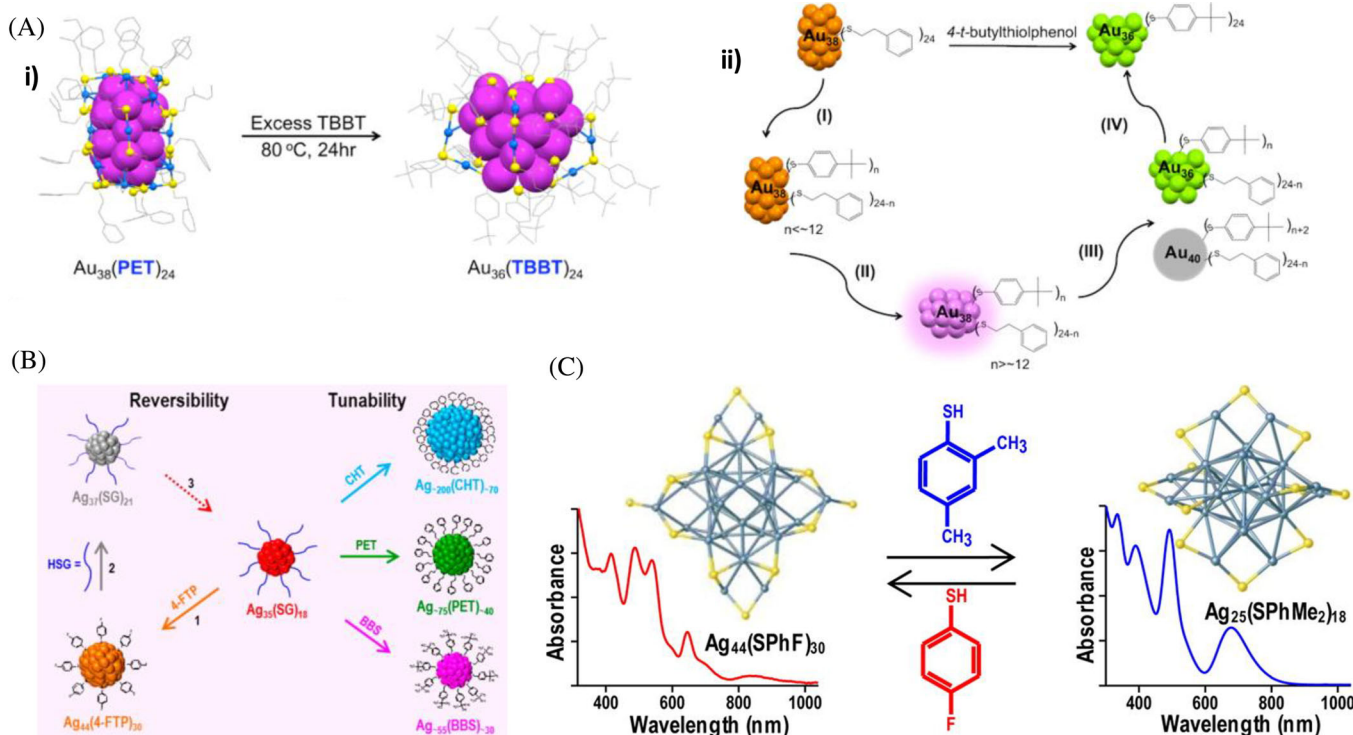 (A)
i)
Excess TBBT
80 °C, 24hr
Au38(PET)24
Au36(TBBT)24
ii)
Au38
(S
)24
4-t-butylthiolphenol
Au36
(S
)24
(I)
Au38
(S
)n
(S
)24-n
n<~12
(II)
Au38
(S
)n
(S
)24-n
n>~12
(III)
Au36
(S
)n
(S
)24-n
Au40
(S
)n+2
(S
)24-n
(IV)
(B)
Reversibility
Tunability
Ag37(SG)21
3
HSG =
2
4-FTP
1
Ag44(4-FTP)30
Ag35(SG)18
CHT
Ag~200(CHT)~70
PET
Ag~75(PET)~40
BBS
Ag~55(BBS)~30
(C)
Absorbance
Ag44(SPhF)30
400 600 800 1000
Wavelength (nm)
SH
CH3
CH3
SH
F
Absorbance
Ag25(SPhMe2)18
400 600 800 1000
Wavelength (nm)